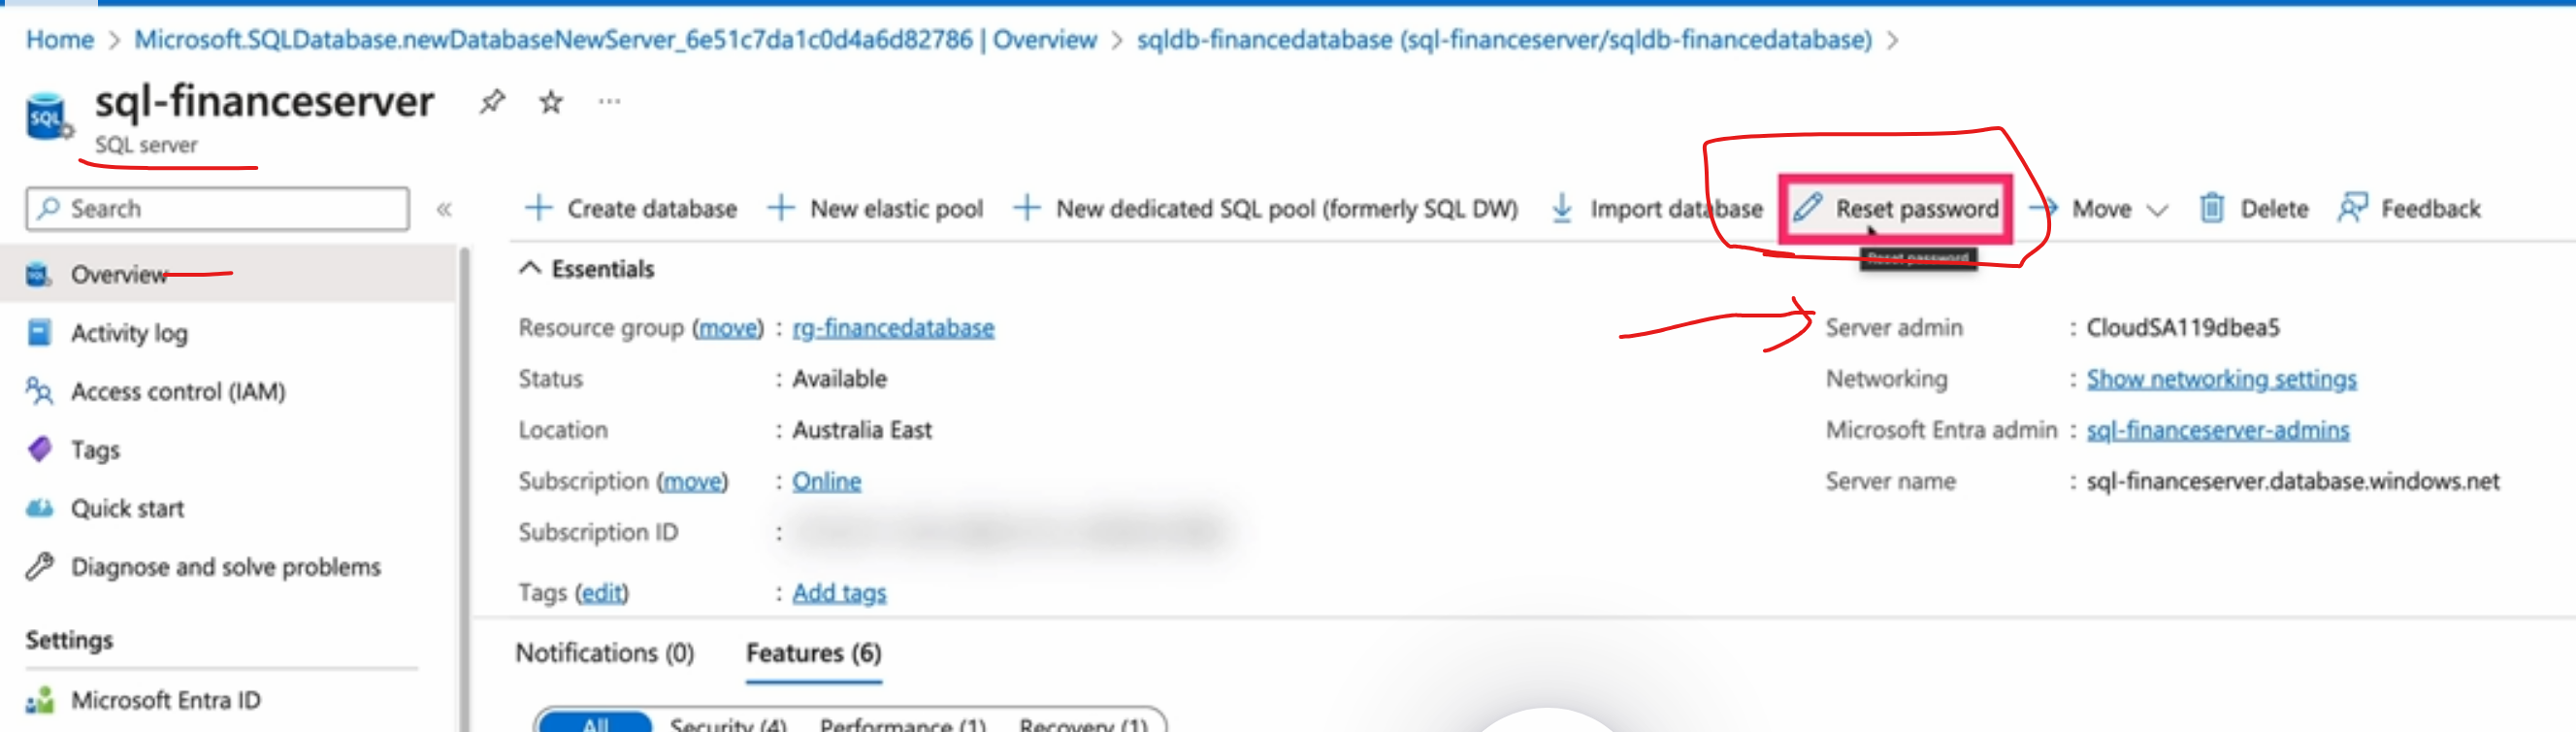 Home > Microsoft.SQLDatabase.newDatabaseNewServer_6e51c7da1c0d4a6d82786 | Overview > sqldb-financedatabase (sql-financeserver/sqldb-financedatabase) >
SQL
sql-financeserver
SQL server
Search
Create database
New elastic pool
New dedicated SQL pool (formerly SQL DW)
Import database
Reset password
Move
Delete
Feedback
Reset password
Overview
Activity log
Access control (IAM)
Tags
Quick start
Diagnose and solve problems
Settings
Microsoft Entra ID
Essentials
Resource group (move) : rg-financedatabase
Status : Available
Location : Australia East
Subscription (move) : Online
Subscription ID :
Tags (edit) : Add tags
Server admin : CloudSA119dbea5
Networking : Show networking settings
Microsoft Entra admin : sql-financeserver-admins
Server name : sql-financeserver.database.windows.net
Notifications (0)
Features (6)
All
Security (4)
Performance (1)
Recovery (1)